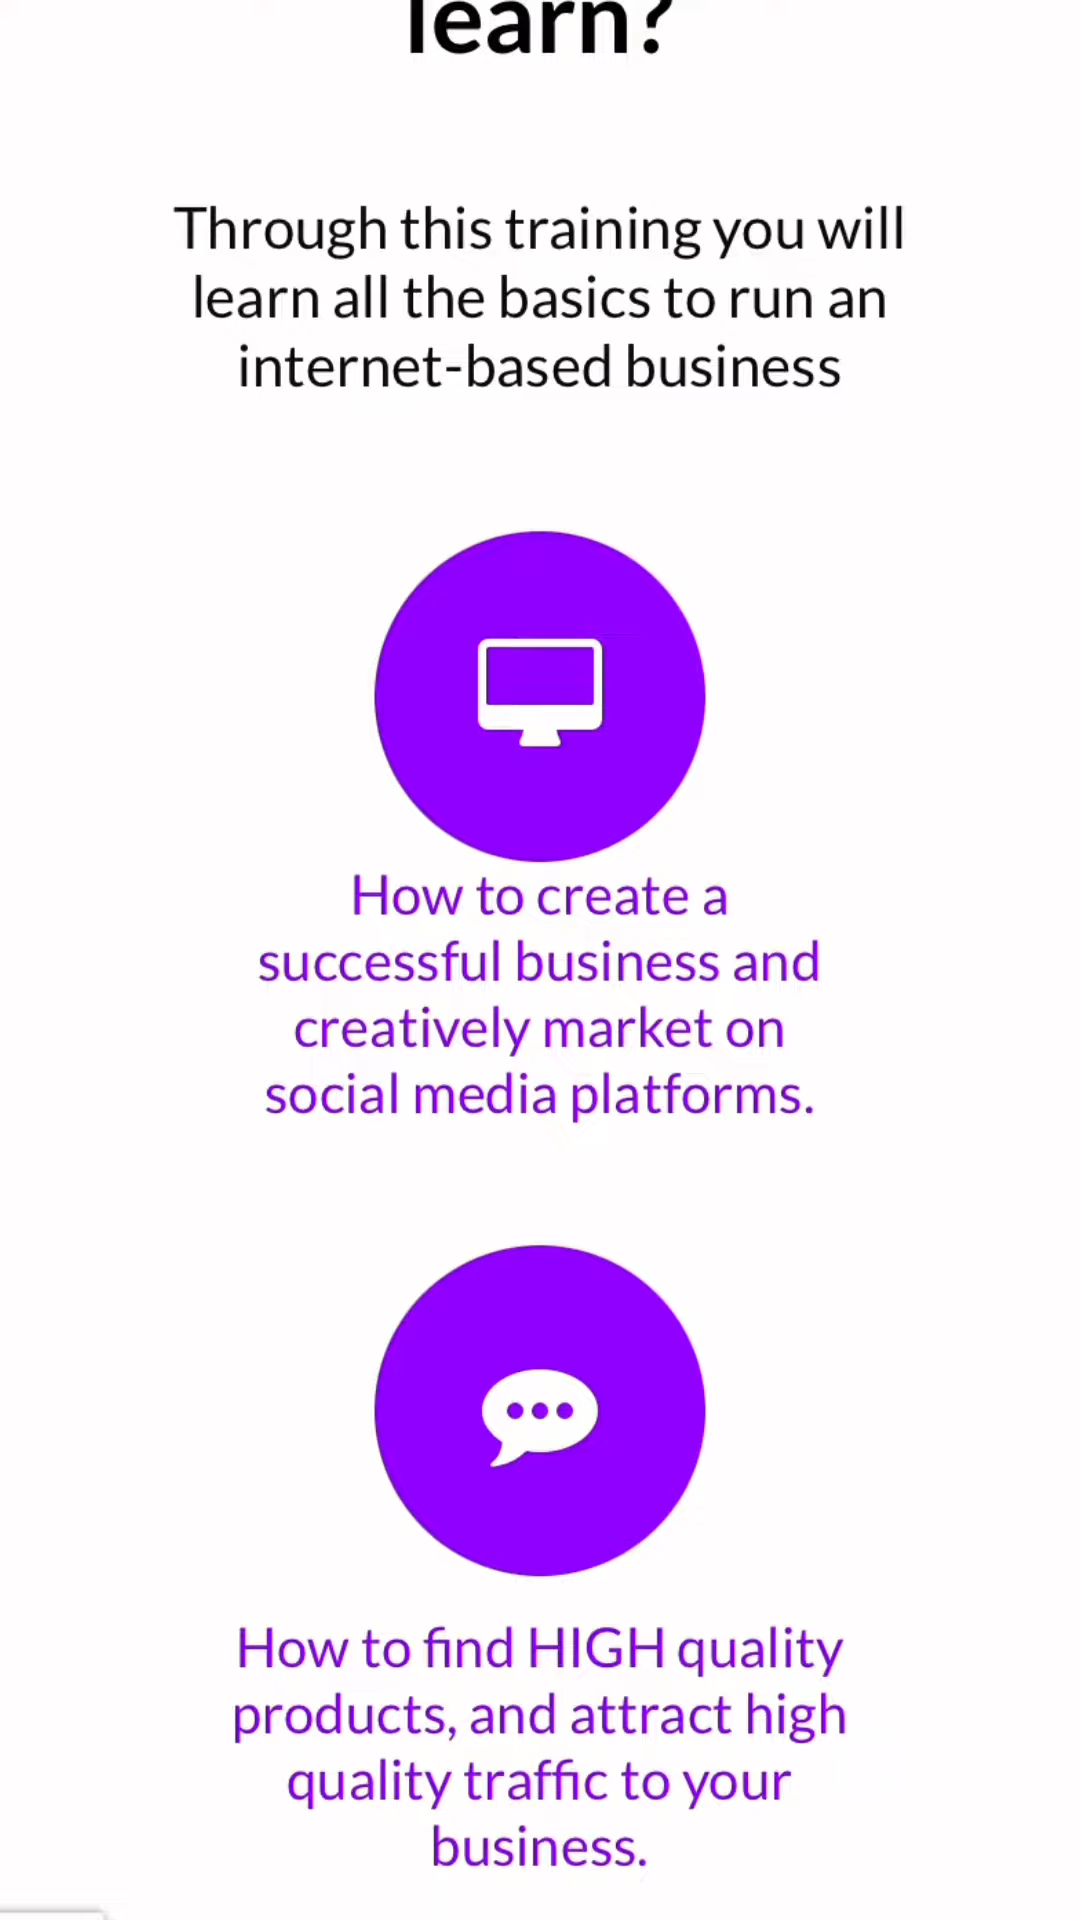 learn?
Through this training you will
learn all the basics to run an
internet-based business
How to create a
successful business and
creatively market on
social media platforms.
How to find HIGH quality
products, and attract high
quality traffic to your
business.